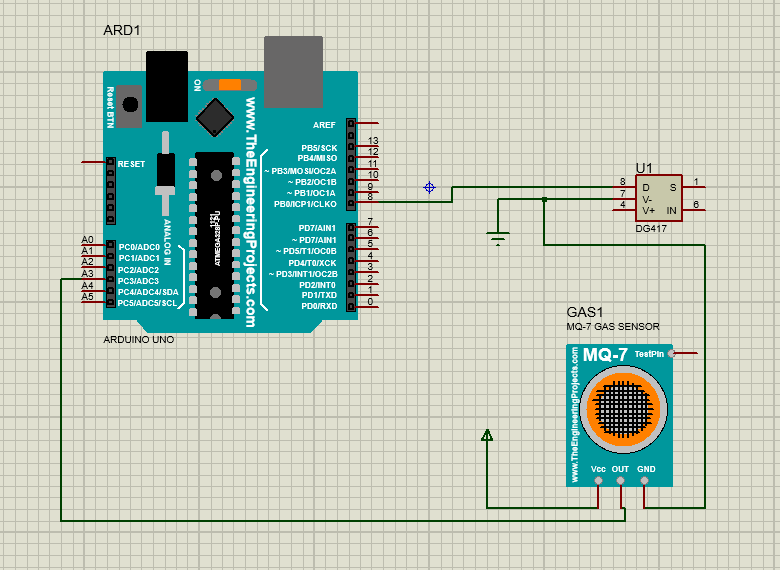 ARD1
ON
Reset BTN
www.TheEngineeringProjects.com
AREF
RESET
PB5/SCK 13
PB4/MISO 12
~ PB3/MOSI/OC2A 11
~ PB2/OC1B 10
~ PB1/OC1A 9
PB0/ICP1/CLKO 8
ANALOG IN
ATMEGA328P-PU
PD7/AIN1 7
~ PD7/AIN1 6
~ PD5/T1/OC0B 5
PD4/T0/XCK 4
~ PD3/INT1/OC2B 3
PD2/INT0 2
PD1/TXD 1
PD0/RXD 0
A0 PC0/ADC0
A1 PC1/ADC1
A2 PC2/ADC2
A3 PC3/ADC3
A4 PC4/ADC4/SDA
A5 PC5/ADC5/SCL
ARDUINO UNO
U1
8 D S 1
7 V-
4 V+ IN 6
DG417
GAS1
MQ-7 GAS SENSOR
MQ-7 TestPin
www.TheEngineeringProjects.com
Vcc OUT GND